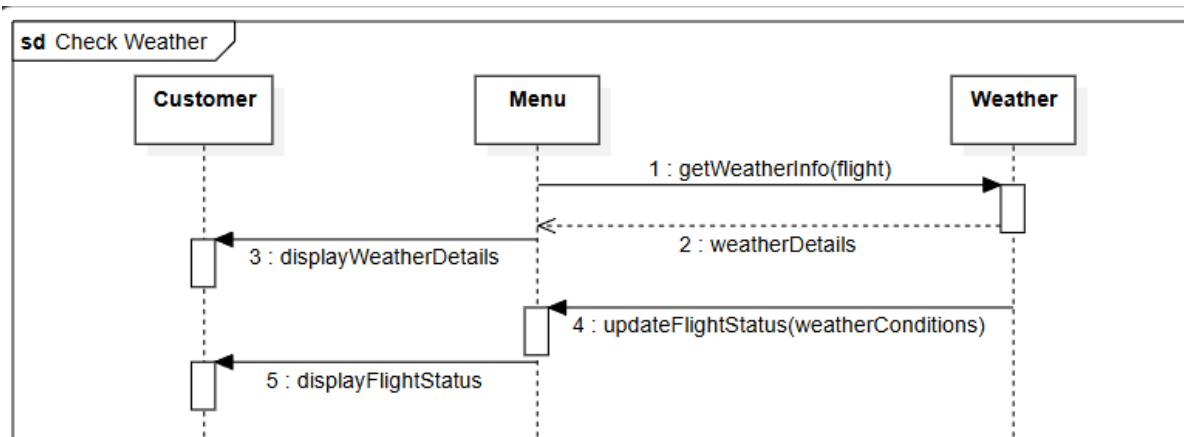 sd Check Weather
Customer
Menu
Weather
1 : getWeatherInfo(flight)
2 : weatherDetails
3 : displayWeatherDetails
4 : updateFlightStatus(weatherConditions)
5 : displayFlightStatus